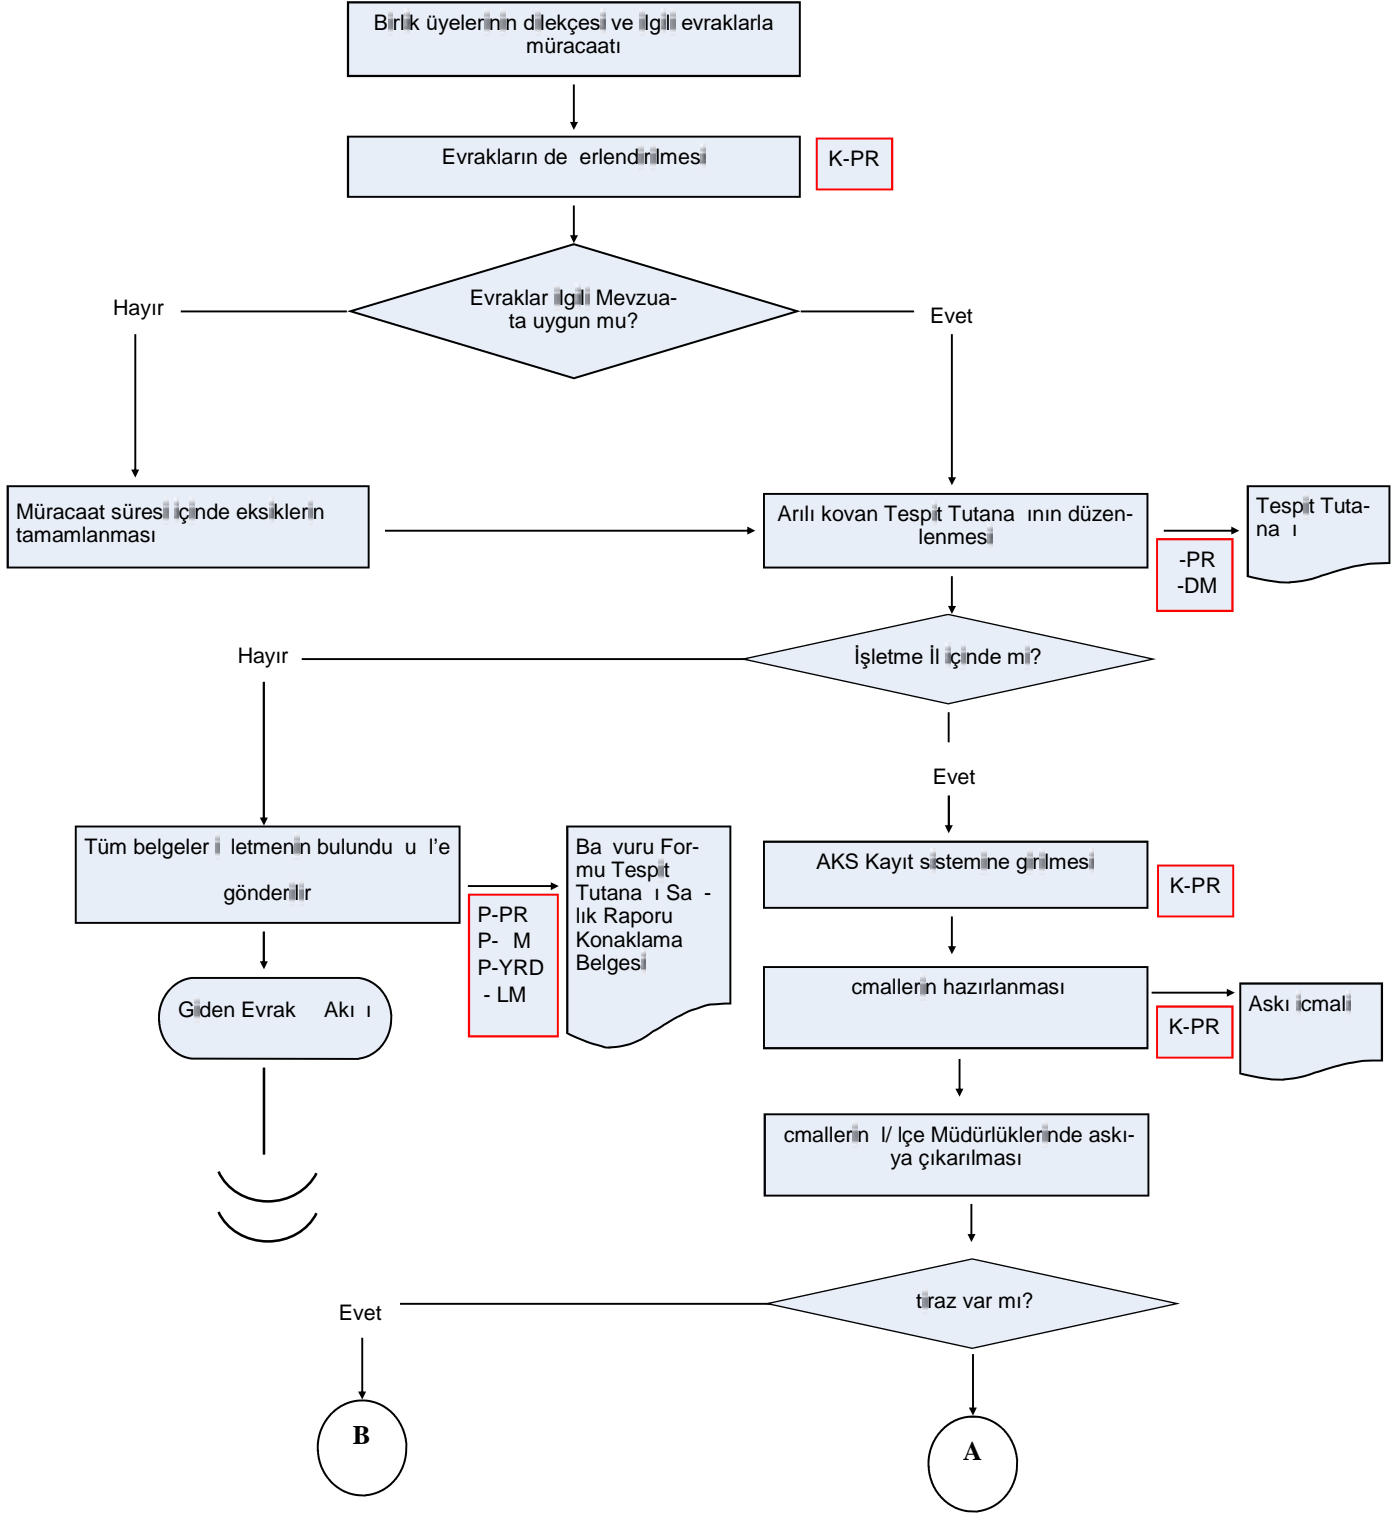 Birlik üyelerinin dilekçesi ve ilgili evraklarla
müracaatı
Evrakların de erlendirilmesi
K-PR
Evraklar ilgili Mevzua-
ta uygun mu?
Hayır
Evet
Müracaat süresi içinde eksiklerin
tamamlanması
Arılı kovan Tespit Tutana ının düzen-
lenmesi
-PR
-DM
Tespit Tuta-
na ı
Hayır
İşletme İl içinde mi?
Evet
Tüm belgeler i letmenin bulundu u l’e
gönderilir
P-PR
P- M
P-YRD
- LM
Ba vuru For-
mu Tespit
Tutana ı Sa -
lık Raporu
Konaklama
Belgesi
AKS Kayıt sistemine girilmesi
K-PR
Giden Evrak Akı ı
cmallerin hazırlanması
K-PR
Askı icmali
cmallerin l/ lçe Müdürlüklerinde askı-
ya çıkarılması
tiraz var mı?
Evet
B
A